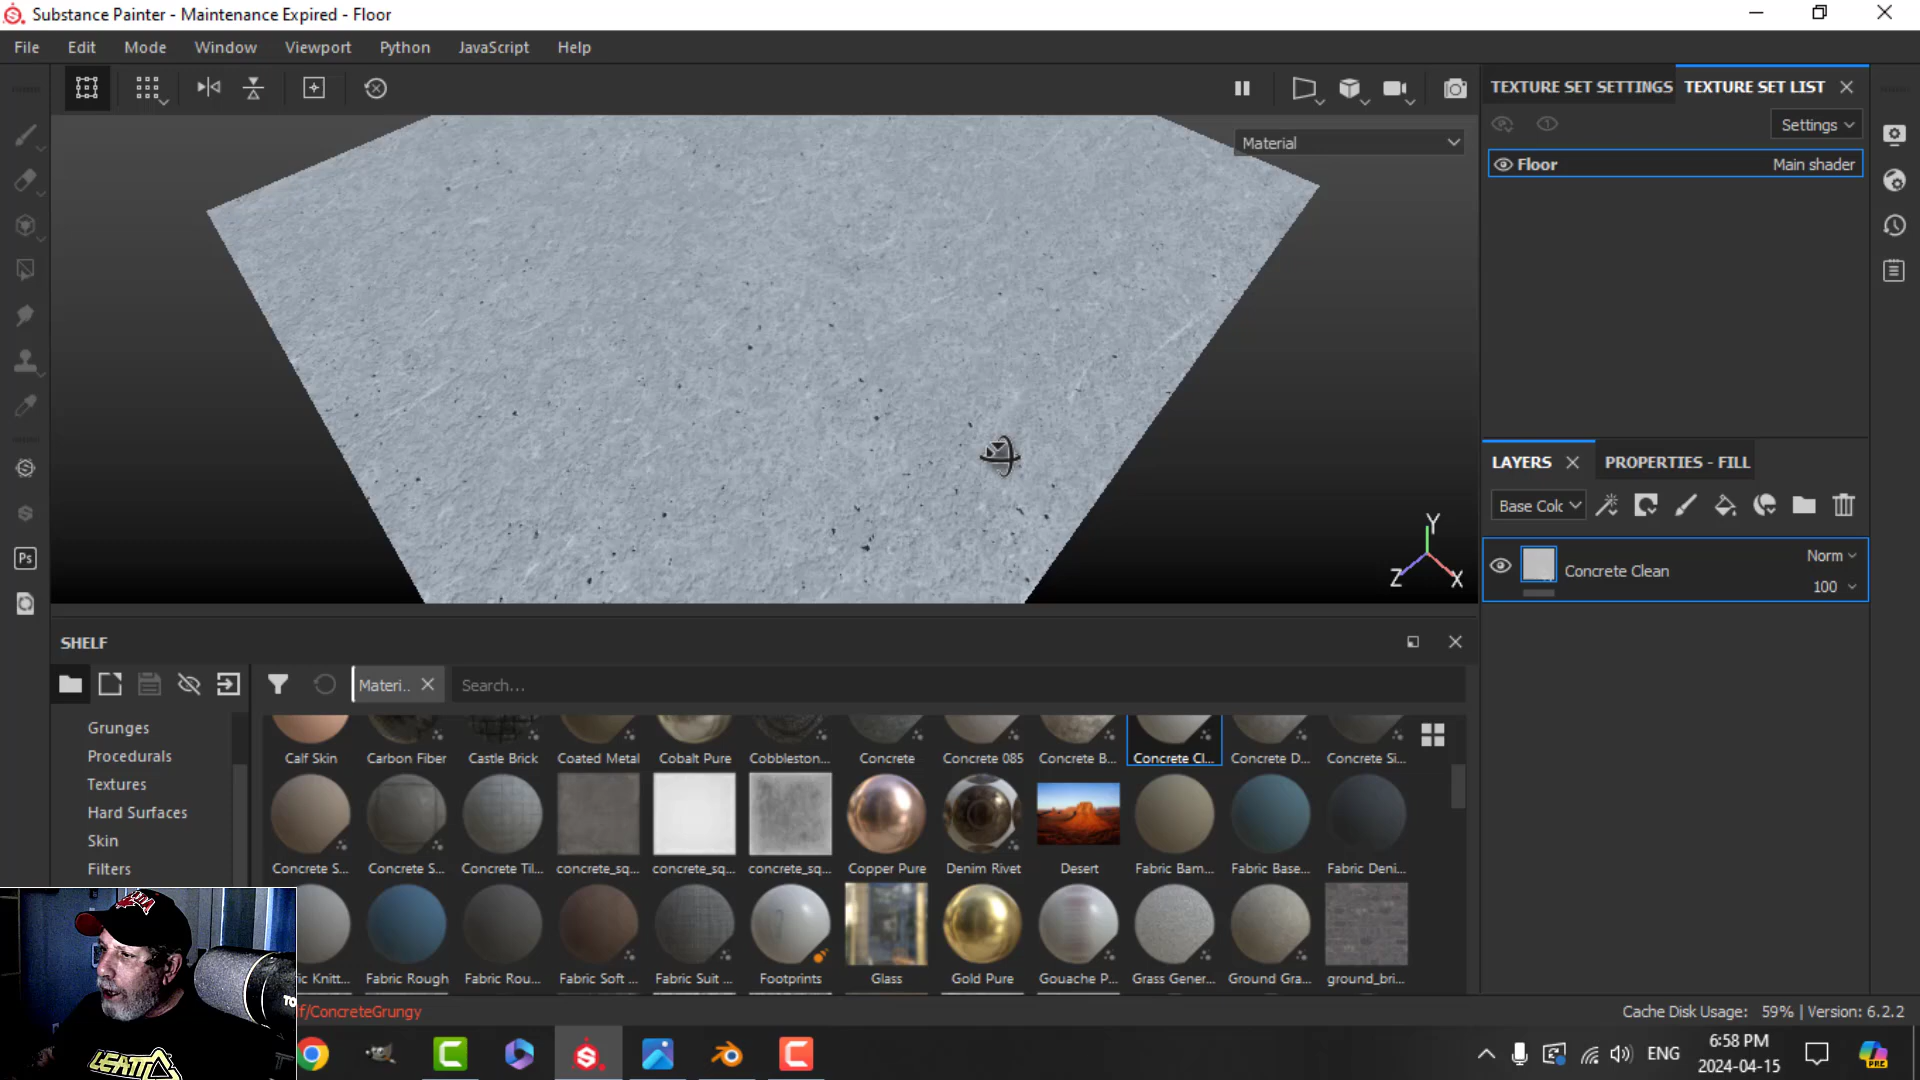 Substance Painter - Maintenance Expired - Floor
File Edit Mode Window Viewport Python JavaScript Help
TEXTURE SET SETTINGS TEXTURE SET LIST
Settings
Material
Floor Main shader
LAYERS PROPERTIES - FILL
Base Colc
Norm
Concrete Clean
100
Y
Z X
SHELF
Materi.. Search...
Grunges
Procedurals
Textures
Hard Surfaces
Skin
Filters
Calf Skin Carbon Fiber Castle Brick Coated Metal Cobalt Pure Cobbleston... Concrete Concrete 085 Concrete B... Concrete Cl... Concrete D... Concrete Si...
Concrete S... Concrete S... Concrete Til... concrete_sq... concrete_sq... concrete_sq... Copper Pure Denim Rivet Desert Fabric Bam... Fabric Base... Fabric Deni...
ic Knitt... Fabric Rough Fabric Rou... Fabric Soft ... Fabric Suit ... Footprints Glass Gold Pure Gouache P... Grass Gener... Ground Gra... ground_bri...
lf/ConcreteGrungy
Cache Disk Usage: 59% | Version: 6.2.2
Ps
LEATT
ENG
6:58 PM
2024-04-15
PRE